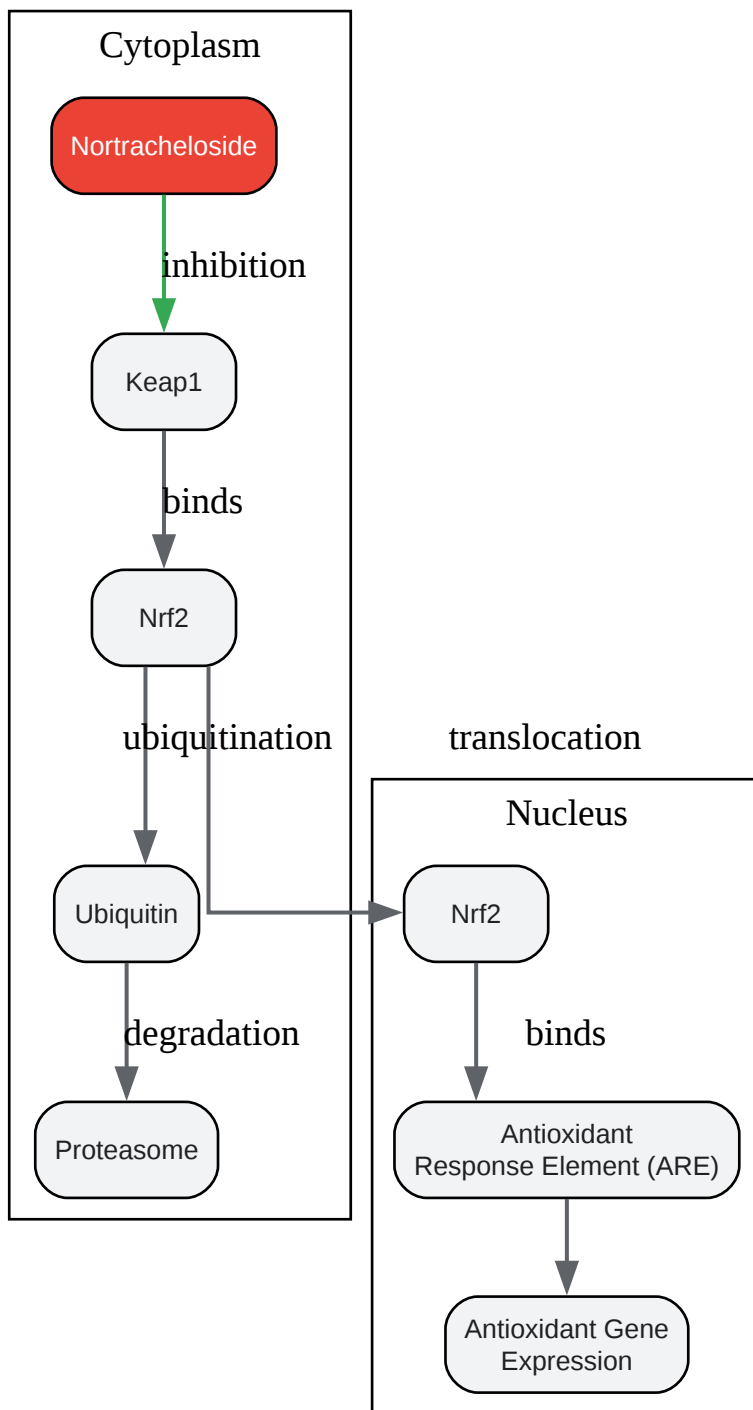 Cytoplasm
Nortracheloside
inhibition
Keap1
binds
Nrf2
ubiquitination
translocation
Nucleus
Ubiquitin
Nrf2
degradation
binds
Proteasome
Antioxidant
Response Element (ARE)
Antioxidant Gene
Expression